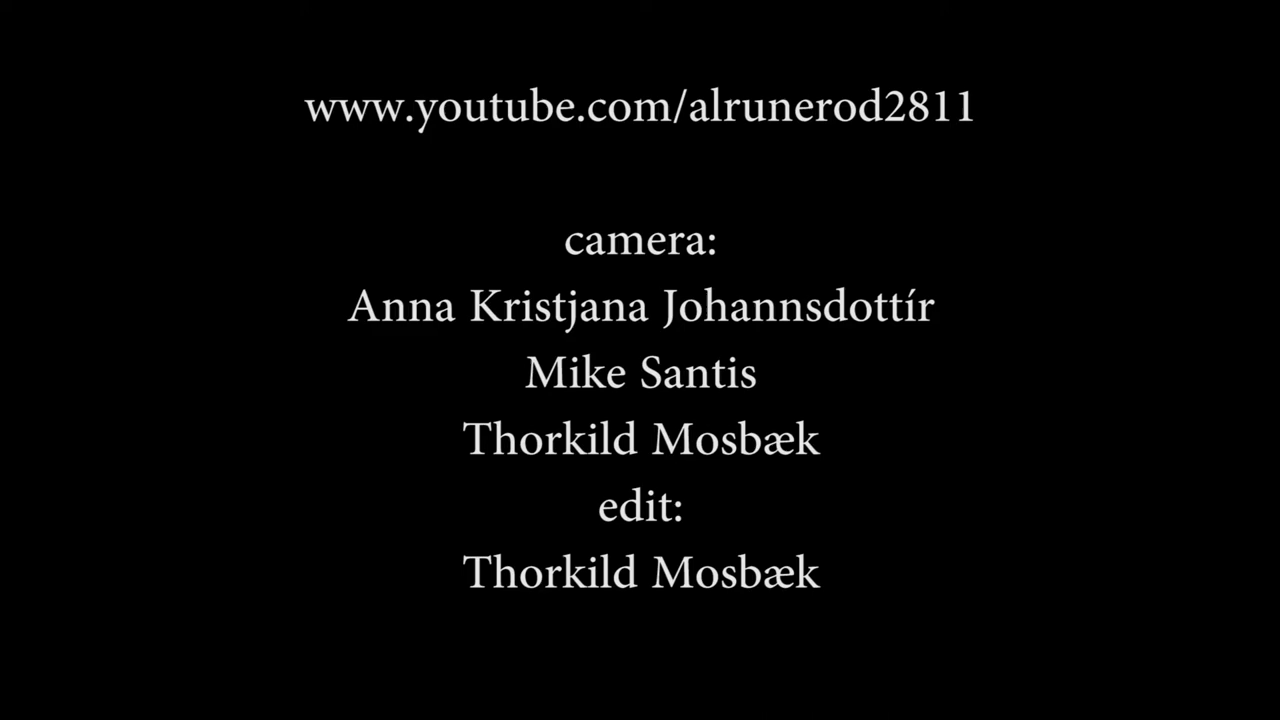 www.youtube.com/alrunerod2811
camera:
Anna Kristjana Johannsdottír
Mike Santis
Thorkild Mosbæk
edit:
Thorkild Mosbæk